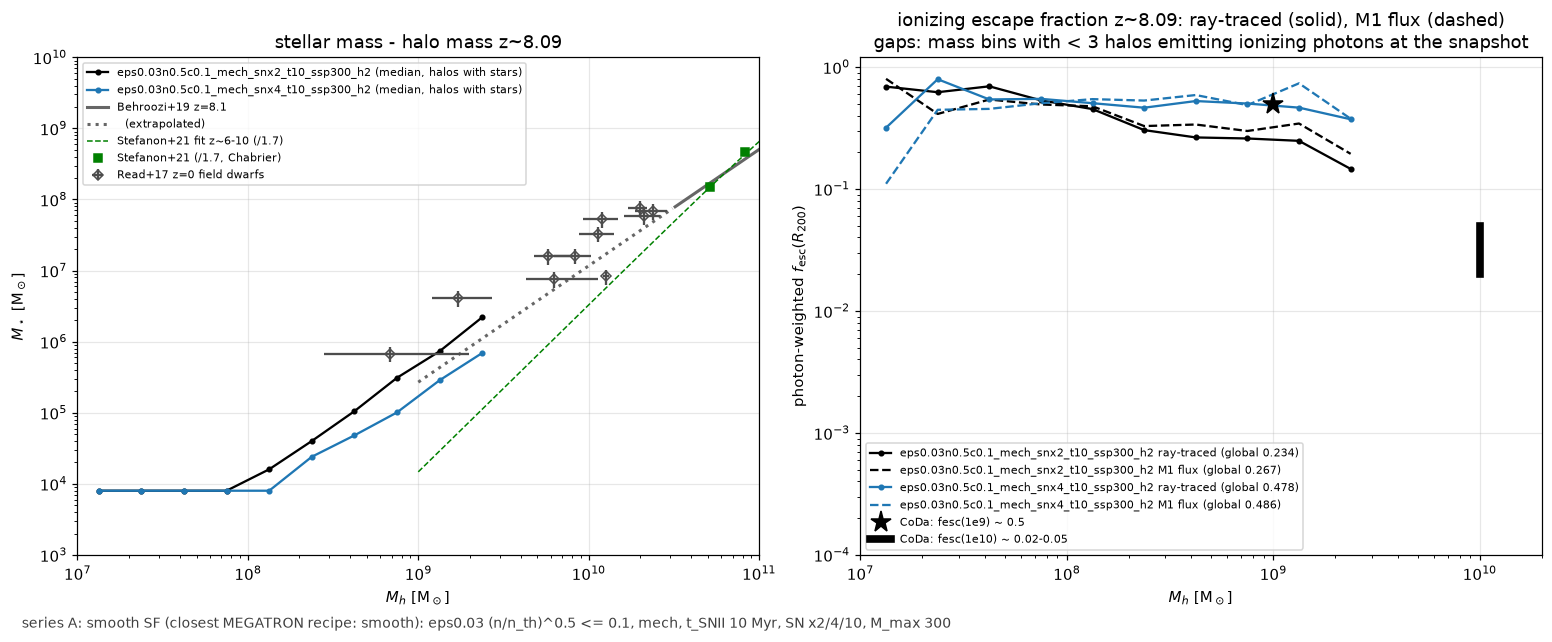 stellar mass - halo mass z~8.09
10^10
10^9
10^8
10^7
10^6
10^5
10^4
10^3
M⋆ [M⊙]
eps0.03n0.5c0.1_mech_snx2_t10_ssp300_h2 (median, halos with stars)
eps0.03n0.5c0.1_mech_snx4_t10_ssp300_h2 (median, halos with stars)
Behroozi+19 z=8.1
(extrapolated)
Stefanon+21 fit z~6-10 (/1.7)
Stefanon+21 (/1.7, Chabrier)
Read+17 z=0 field dwarfs
10^7 10^8 10^9 10^10 10^11
M_h [M⊙]
ionizing escape fraction z~8.09: ray-traced (solid), M1 flux (dashed)
gaps: mass bins with < 3 halos emitting ionizing photons at the snapshot
10^0
10^-1
10^-2
10^-3
10^-4
photon-weighted f_esc(R_200)
eps0.03n0.5c0.1_mech_snx2_t10_ssp300_h2 ray-traced (global 0.234)
eps0.03n0.5c0.1_mech_snx2_t10_ssp300_h2 M1 flux (global 0.267)
eps0.03n0.5c0.1_mech_snx4_t10_ssp300_h2 ray-traced (global 0.478)
eps0.03n0.5c0.1_mech_snx4_t10_ssp300_h2 M1 flux (global 0.486)
CoDa: fesc(1e9) ~ 0.5
CoDa: fesc(1e10) ~ 0.02-0.05
10^7 10^8 10^9 10^10
M_h [M⊙]
series A: smooth SF (closest MEGATRON recipe: smooth): eps0.03 (n/n_th)^0.5 <= 0.1, mech, t_SNII 10 Myr, SN x2/4/10, M_max 300